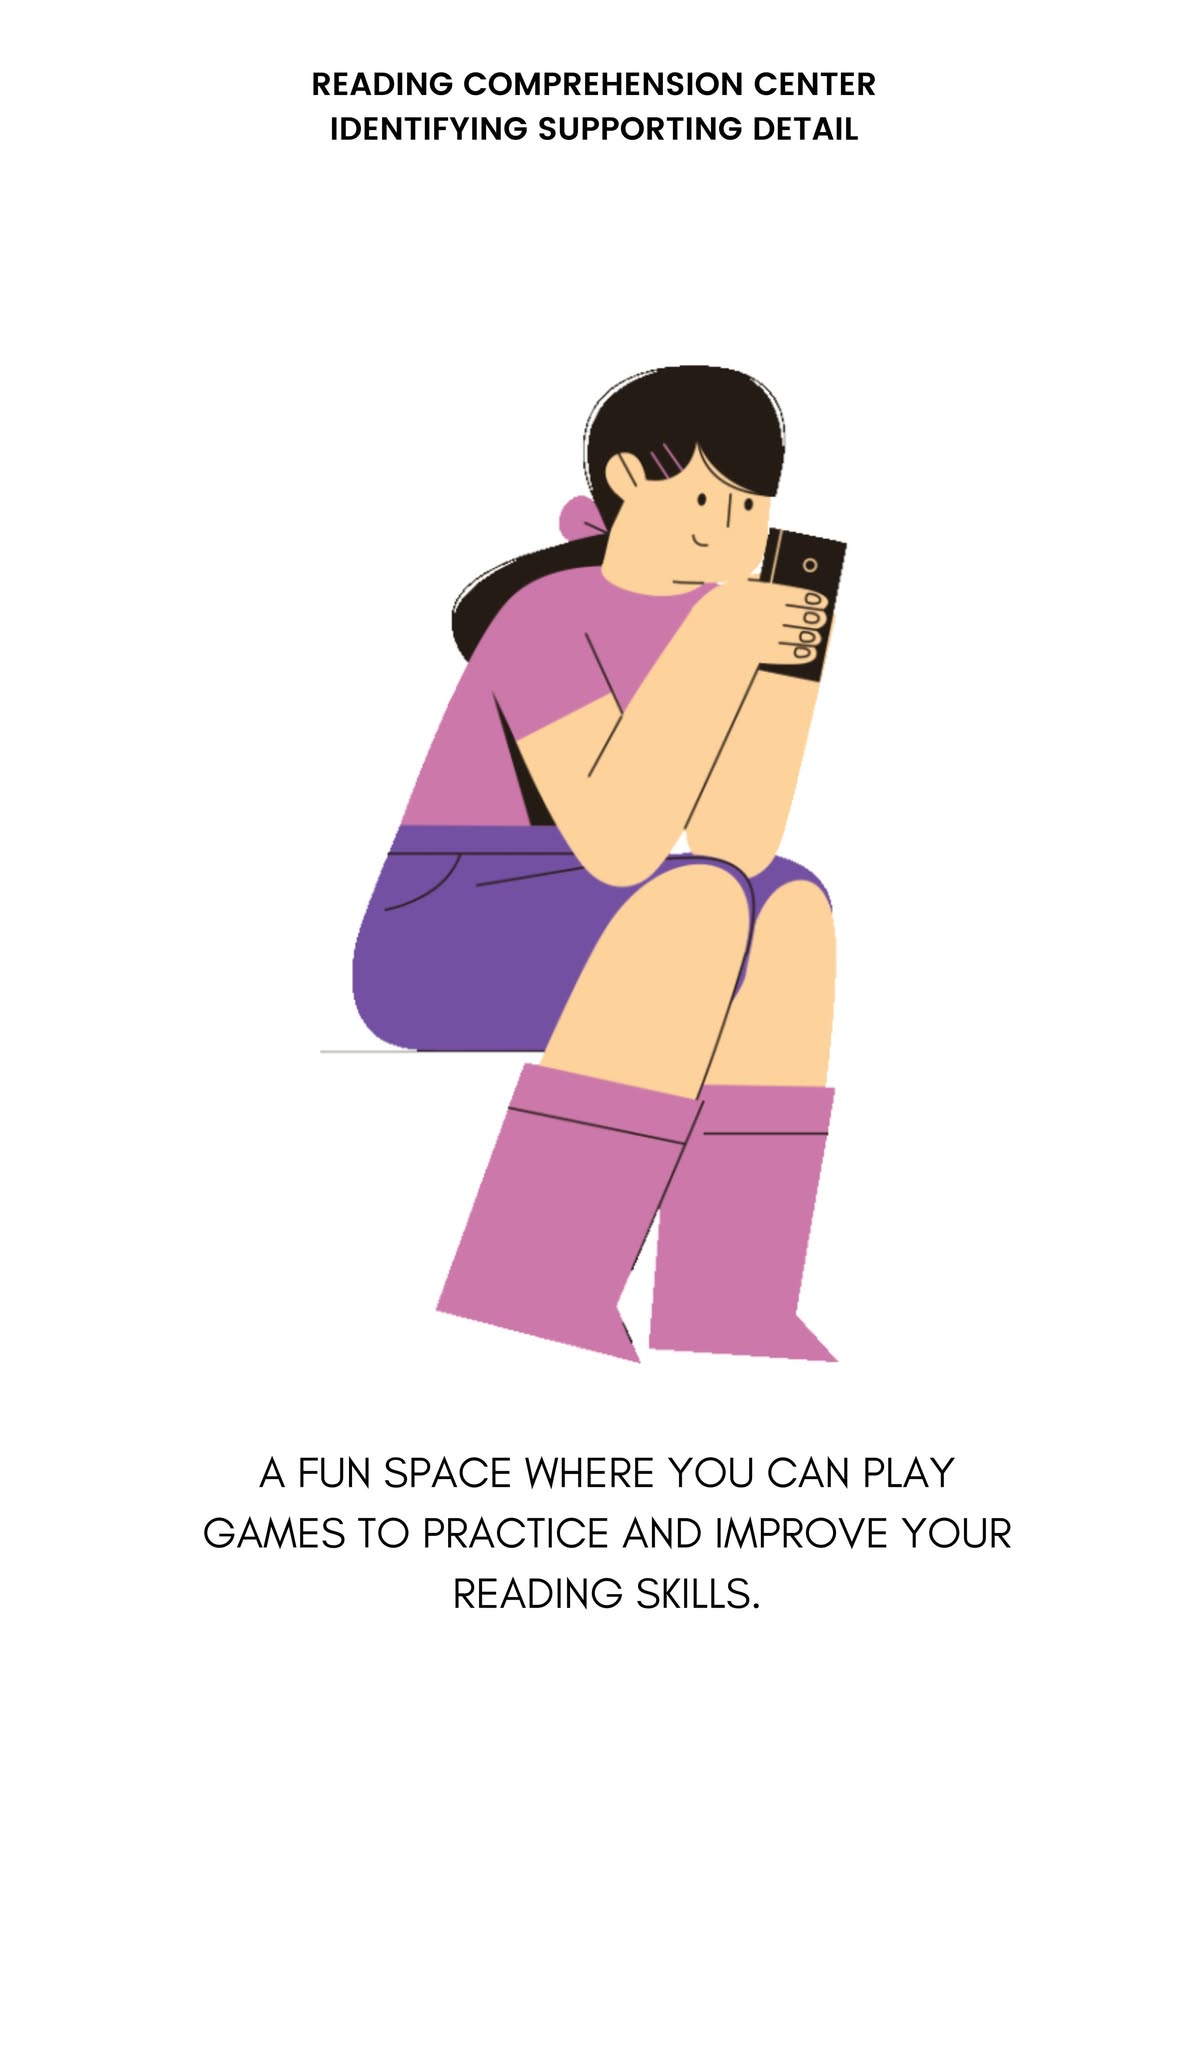 READING COMPREHENSION CENTER
IDENTIFYING SUPPORTING DETAIL
A FUN SPACE WHERE YOU CAN PLAY
GAMES TO PRACTICE AND IMPROVE YOUR
READING SKILLS.